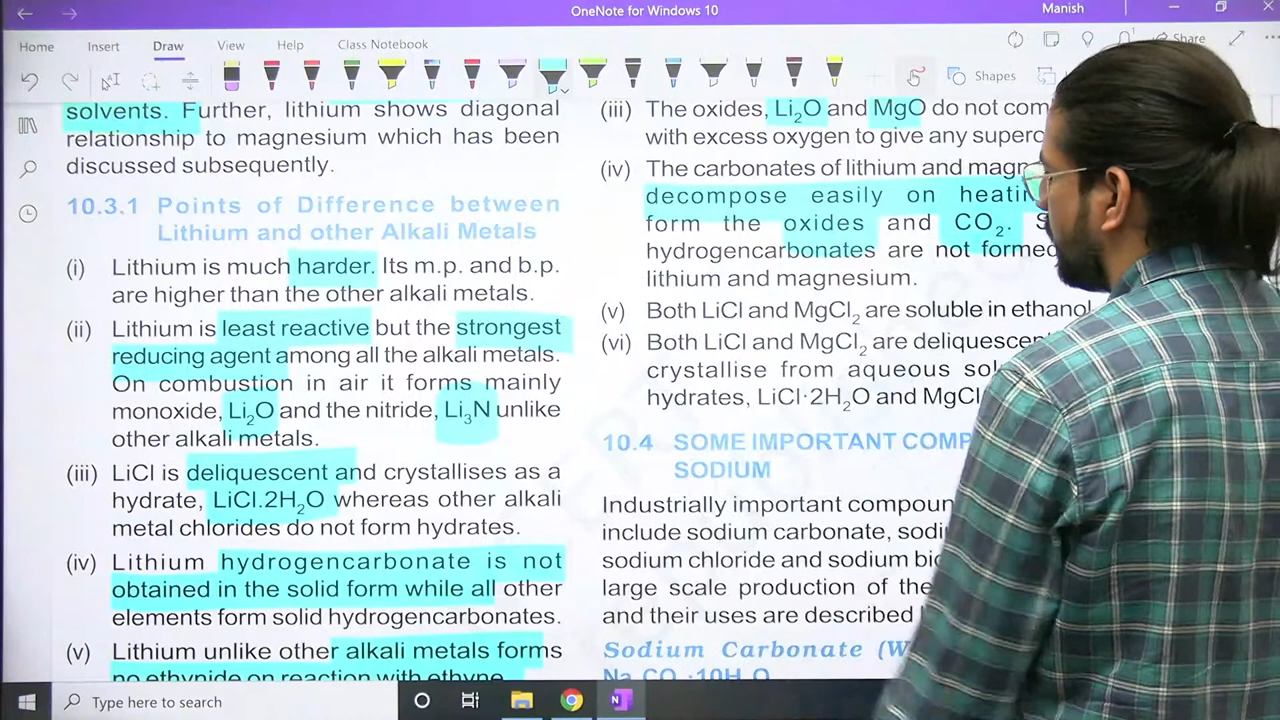 OneNote for Windows 10
Manish
Home Insert Draw View Help Class Notebook
Share
Shapes
solvents. Further, lithium shows diagonal
relationship to magnesium which has been
discussed subsequently.
10.3.1 Points of Difference between
Lithium and other Alkali Metals
(i) Lithium is much harder. Its m.p. and b.p.
are higher than the other alkali metals.
(ii) Lithium is least reactive but the strongest
reducing agent among all the alkali metals.
On combustion in air it forms mainly
monoxide, Li₂O and the nitride, Li₃N unlike
other alkali metals.
(iii) LiCl is deliquescent and crystallises as a
hydrate, LiCl.2H₂O whereas other alkali
metal chlorides do not form hydrates.
(iv) Lithium hydrogencarbonate is not
obtained in the solid form while all other
elements form solid hydrogencarbonates.
(v) Lithium unlike other alkali metals forms
no ethynide on reaction with ethyne.
(iii) The oxides, Li₂O and MgO do not com
with excess oxygen to give any supero
(iv) The carbonates of lithium and magn
decompose easily on heatin
form the oxides and CO₂. S
hydrogencarbonates are not formed
lithium and magnesium.
(v) Both LiCl and MgCl₂ are soluble in ethanol
(vi) Both LiCl and MgCl₂ are deliquescent
crystallise from aqueous sol
hydrates, LiCl·2H₂O and MgCl
10.4 SOME IMPORTANT COMP
SODIUM
Industrially important compoun
include sodium carbonate, sodi
sodium chloride and sodium bic
large scale production of the
and their uses are described
Sodium Carbonate (W
Na₂CO₃·10H₂O
Type here to search